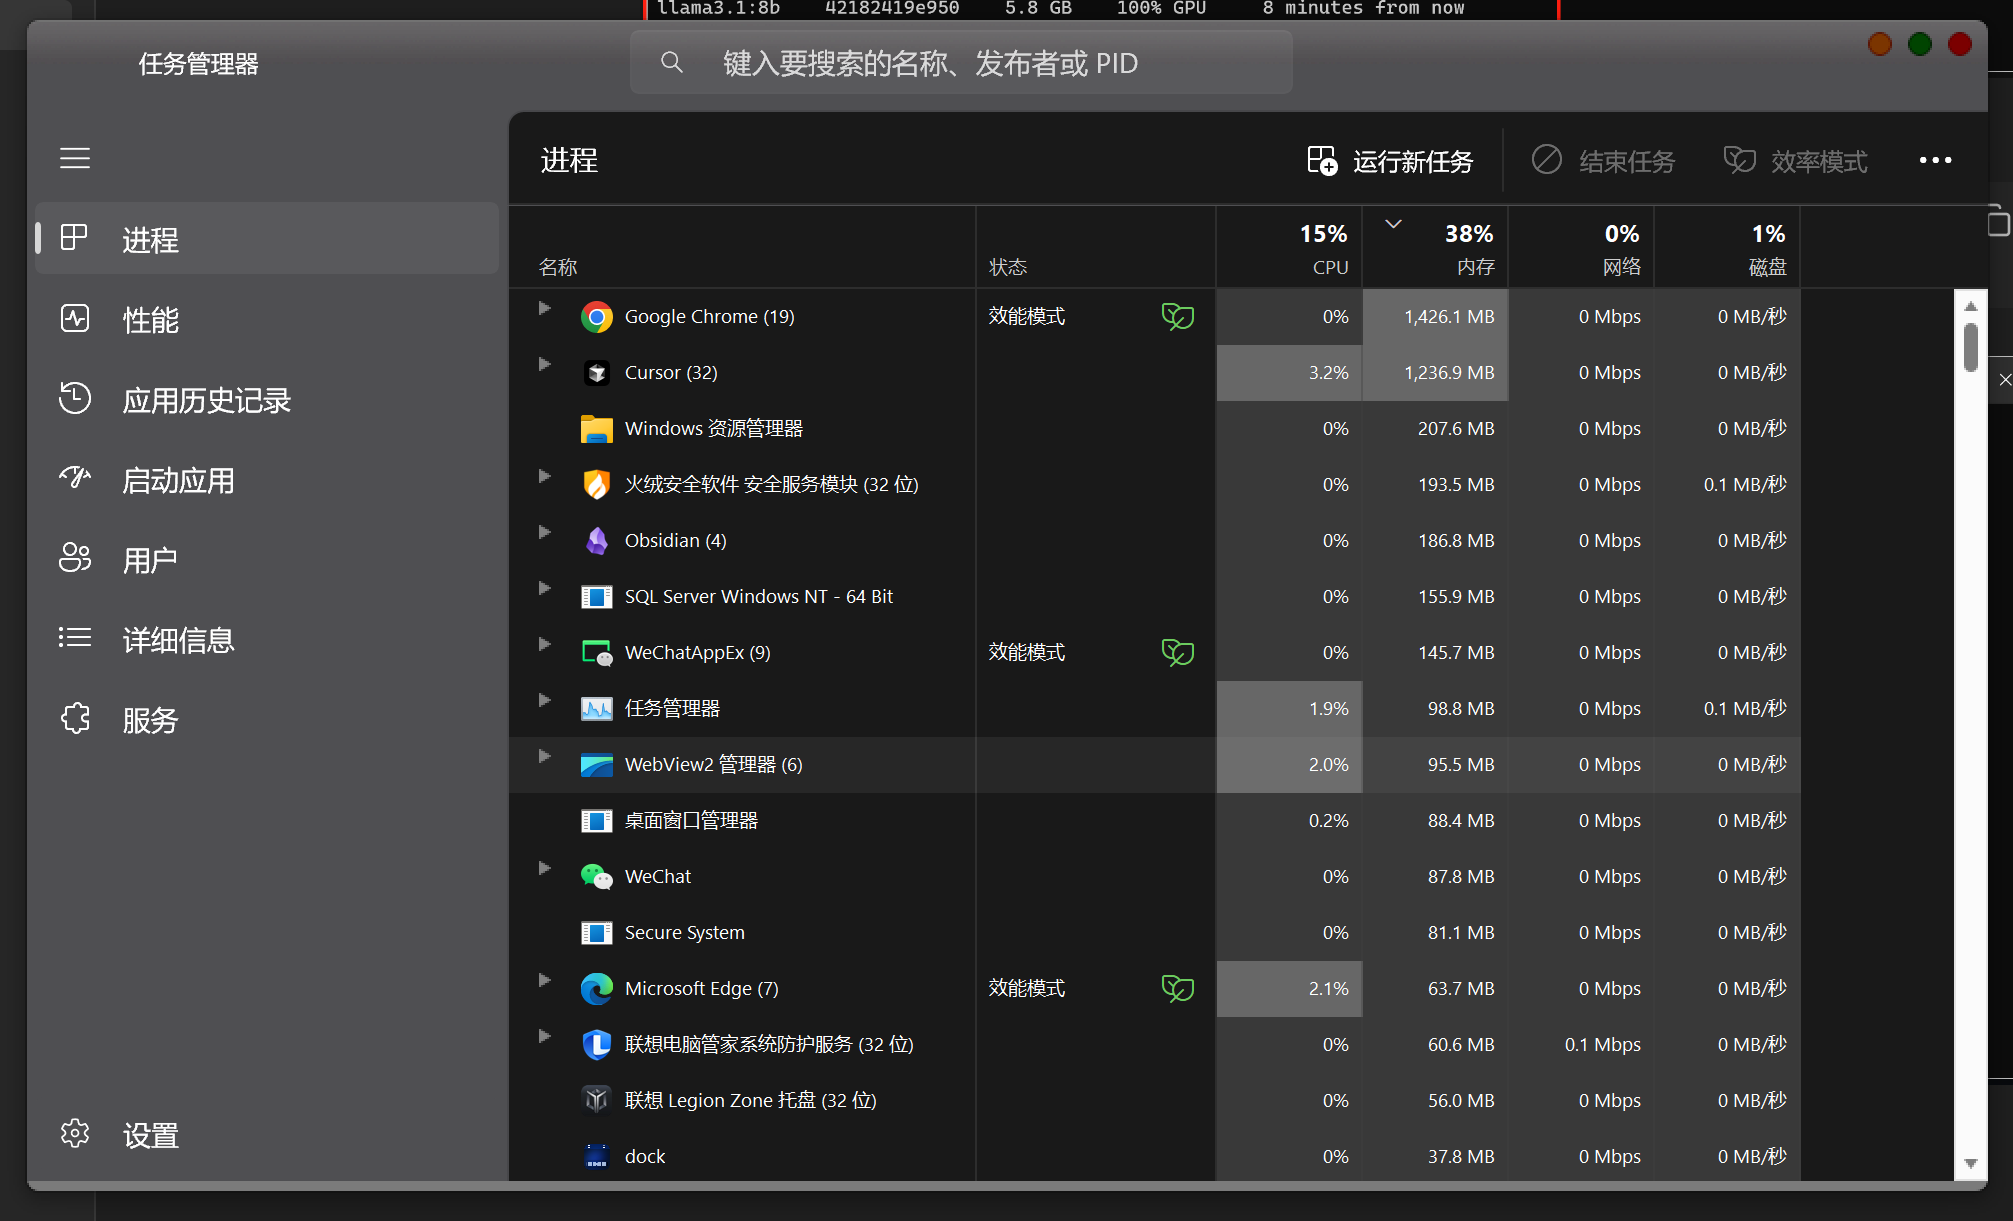 llama3.1:8b 42182419e950 5.8 GB 100% GPU 8 minutes from now
任务管理器
键入要搜索的名称、发布者或 PID
进程
运行新任务
结束任务
效率模式
进程
性能
应用历史记录
启动应用
用户
详细信息
服务
设置
15% 38% 0% 1%
名称 状态 CPU 内存 网络 磁盘
Google Chrome (19) 效能模式 0% 1,426.1 MB 0 Mbps 0 MB/秒
Cursor (32) 3.2% 1,236.9 MB 0 Mbps 0 MB/秒
Windows 资源管理器 0% 207.6 MB 0 Mbps 0 MB/秒
火绒安全软件 安全服务模块 (32 位) 0% 193.5 MB 0 Mbps 0.1 MB/秒
Obsidian (4) 0% 186.8 MB 0 Mbps 0 MB/秒
SQL Server Windows NT - 64 Bit 0% 155.9 MB 0 Mbps 0 MB/秒
WeChatAppEx (9) 效能模式 0% 145.7 MB 0 Mbps 0 MB/秒
任务管理器 1.9% 98.8 MB 0 Mbps 0.1 MB/秒
WebView2 管理器 (6) 2.0% 95.5 MB 0 Mbps 0 MB/秒
桌面窗口管理器 0.2% 88.4 MB 0 Mbps 0 MB/秒
WeChat 0% 87.8 MB 0 Mbps 0 MB/秒
Secure System 0% 81.1 MB 0 Mbps 0 MB/秒
Microsoft Edge (7) 效能模式 2.1% 63.7 MB 0 Mbps 0 MB/秒
联想电脑管家系统防护服务 (32 位) 0% 60.6 MB 0.1 Mbps 0 MB/秒
联想 Legion Zone 托盘 (32 位) 0% 56.0 MB 0 Mbps 0 MB/秒
dock 0% 37.8 MB 0 Mbps 0 MB/秒